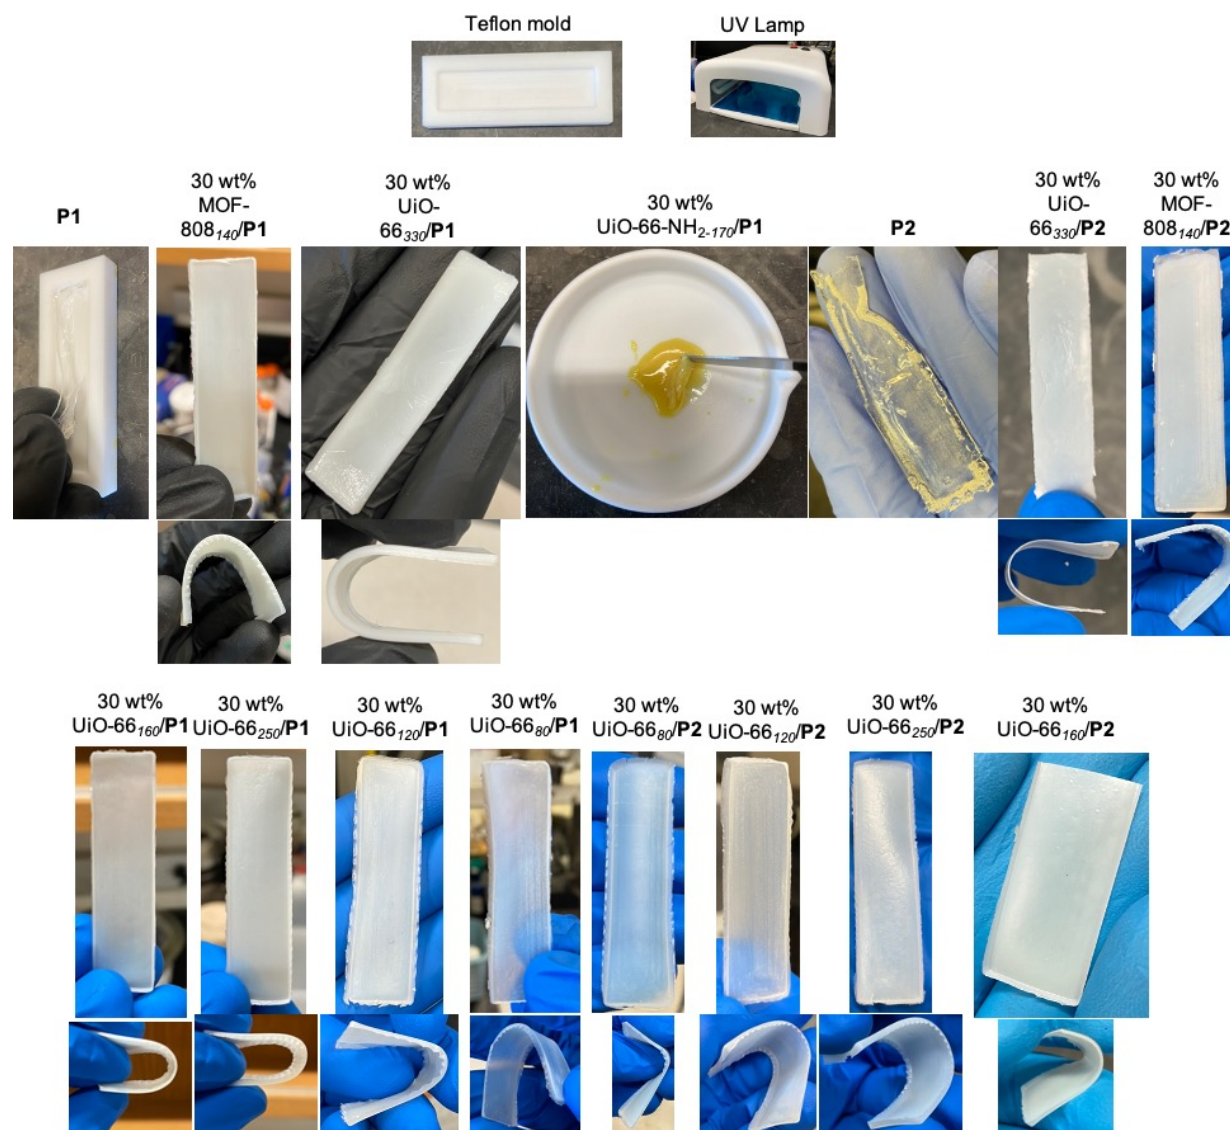 Teflon mold
UV Lamp
P1
30 wt%
MOF-
808140/P1
30 wt%
UiO-
66330/P1
30 wt%
UiO-66-NH2-170/P1
P2
30 wt%
UiO-
66330/P2
30 wt%
MOF-
808140/P2
30 wt%
UiO-66160/P1
30 wt%
UiO-66250/P1
30 wt%
UiO-66120/P1
30 wt%
UiO-6680/P1
30 wt%
UiO-6680/P2
30 wt%
UiO-66120/P2
30 wt%
UiO-66250/P2
30 wt%
UiO-66160/P2